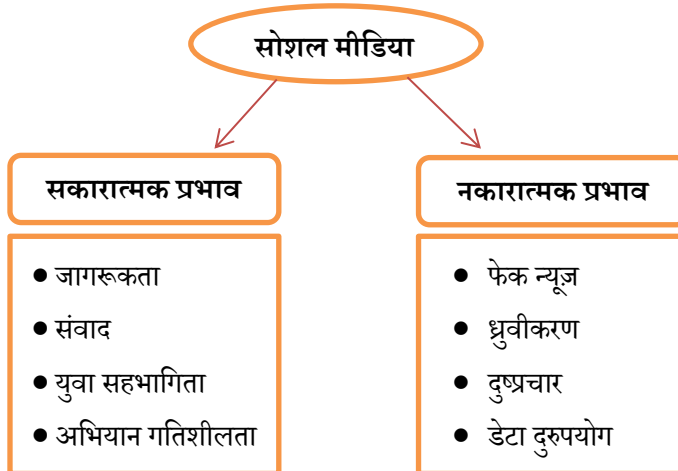 सोशल मीडिया
सकारात्मक प्रभाव
● जागरूकता
● संवाद
● युवा सहभागिता
● अभियान गतिशीलता
नकारात्मक प्रभाव
● फेक न्यूज़
● ध्रुवीकरण
● दुष्प्रचार
● डेटा दुरुपयोग